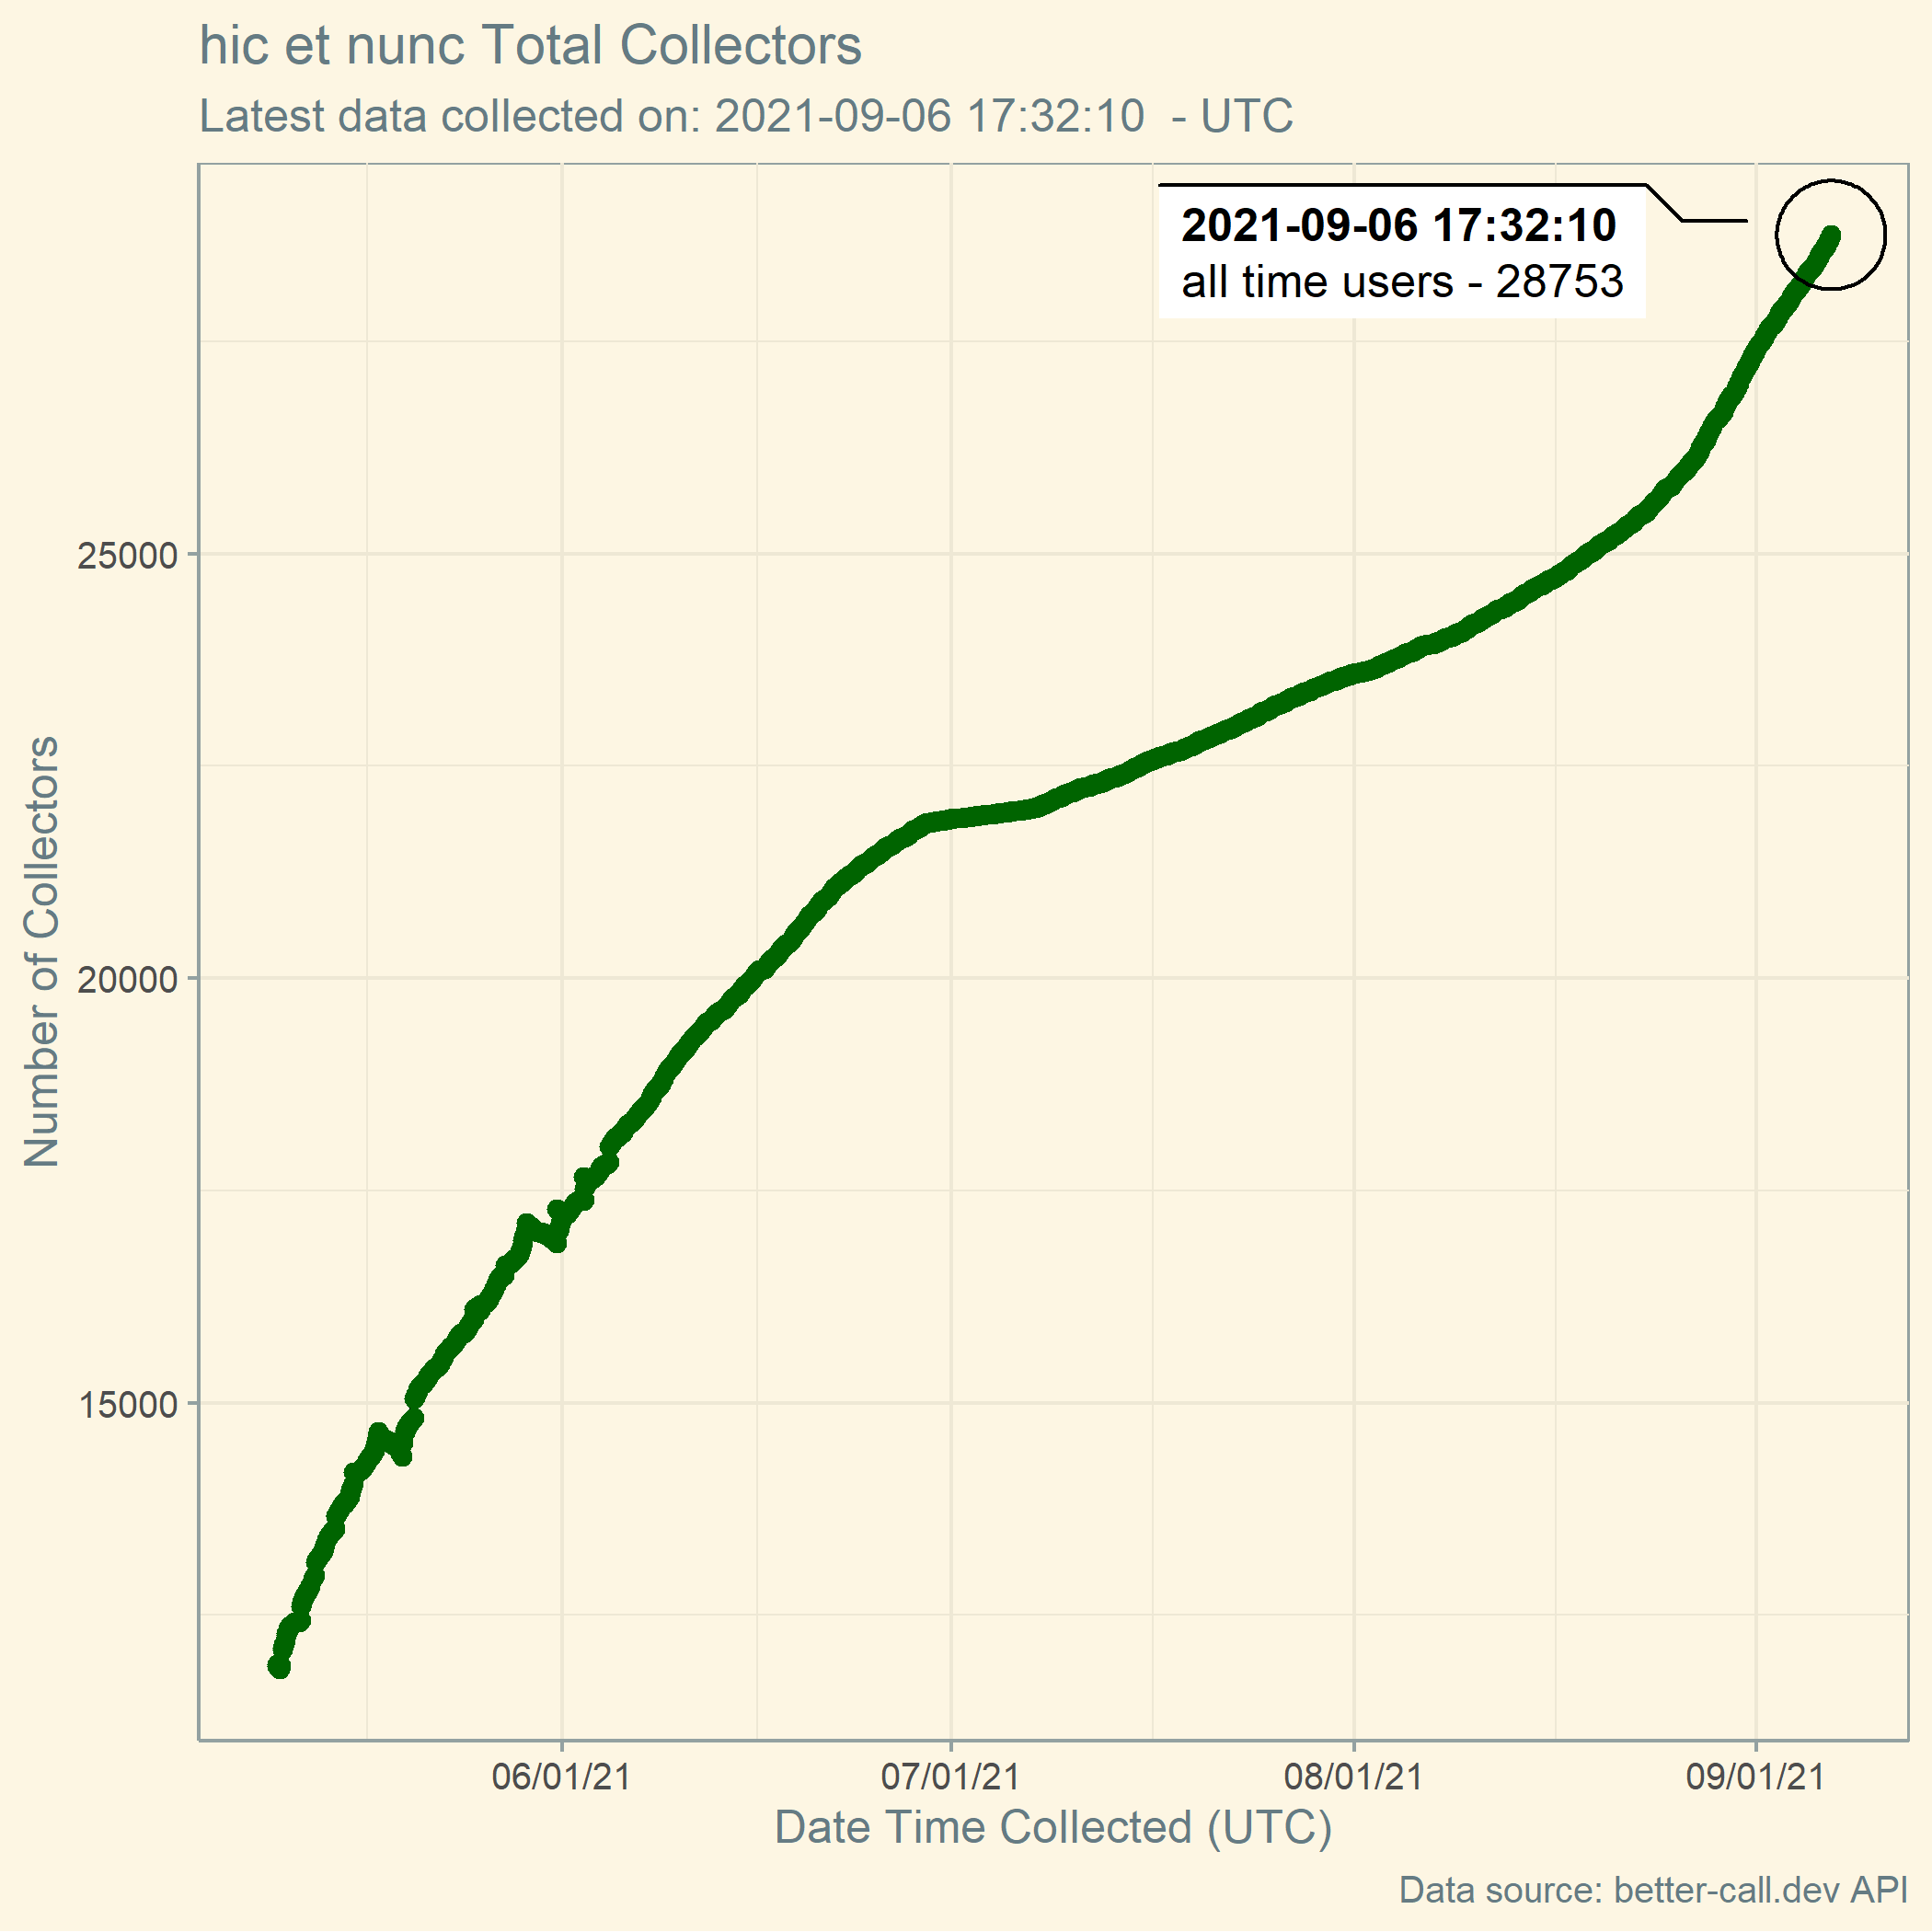 hic et nunc Total Collectors
Latest data collected on: 2021-09-06 17:32:10  - UTC
2021-09-06 17:32:10
all time users - 28753
Number of Collectors
25000
20000
15000
06/01/21
07/01/21
08/01/21
09/01/21
Date Time Collected (UTC)
Data source: better-call.dev API